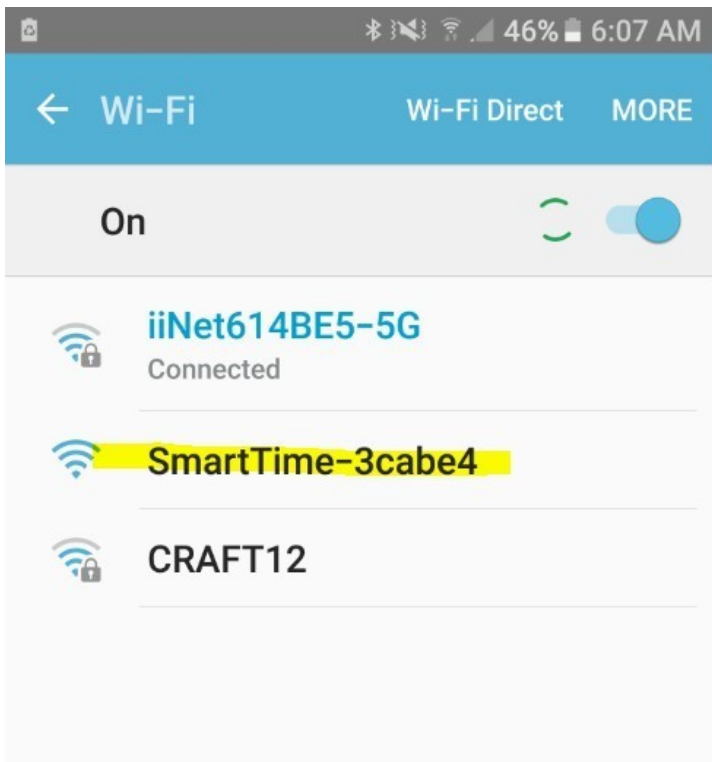 46% 6:07 AM
Wi-Fi Wi-Fi Direct MORE
On
iiNet614BE5-5G
Connected
SmartTime-3cabe4
CRAFT12